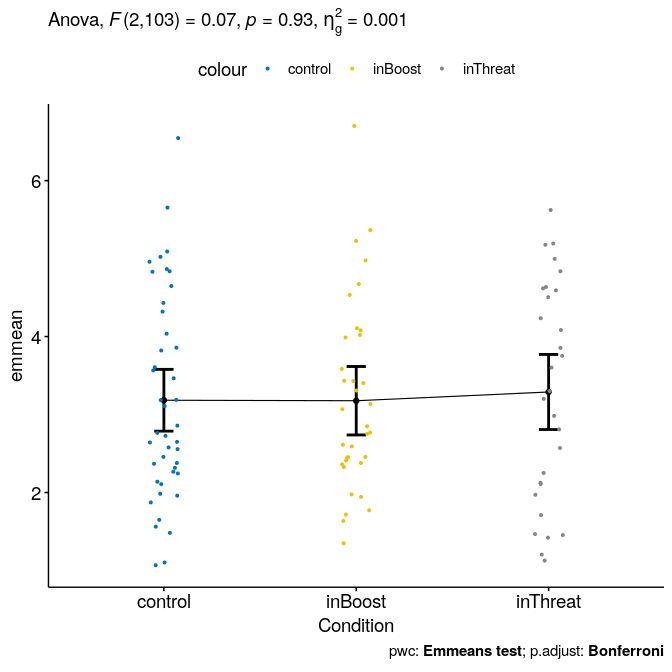 Anova, F(2,103) = 0.07, p = 0.93, η²g = 0.001
colour control inBoost inThreat
6
4
2
emmean
control inBoost inThreat
Condition
pwc: Emmeans test; p.adjust: Bonferroni